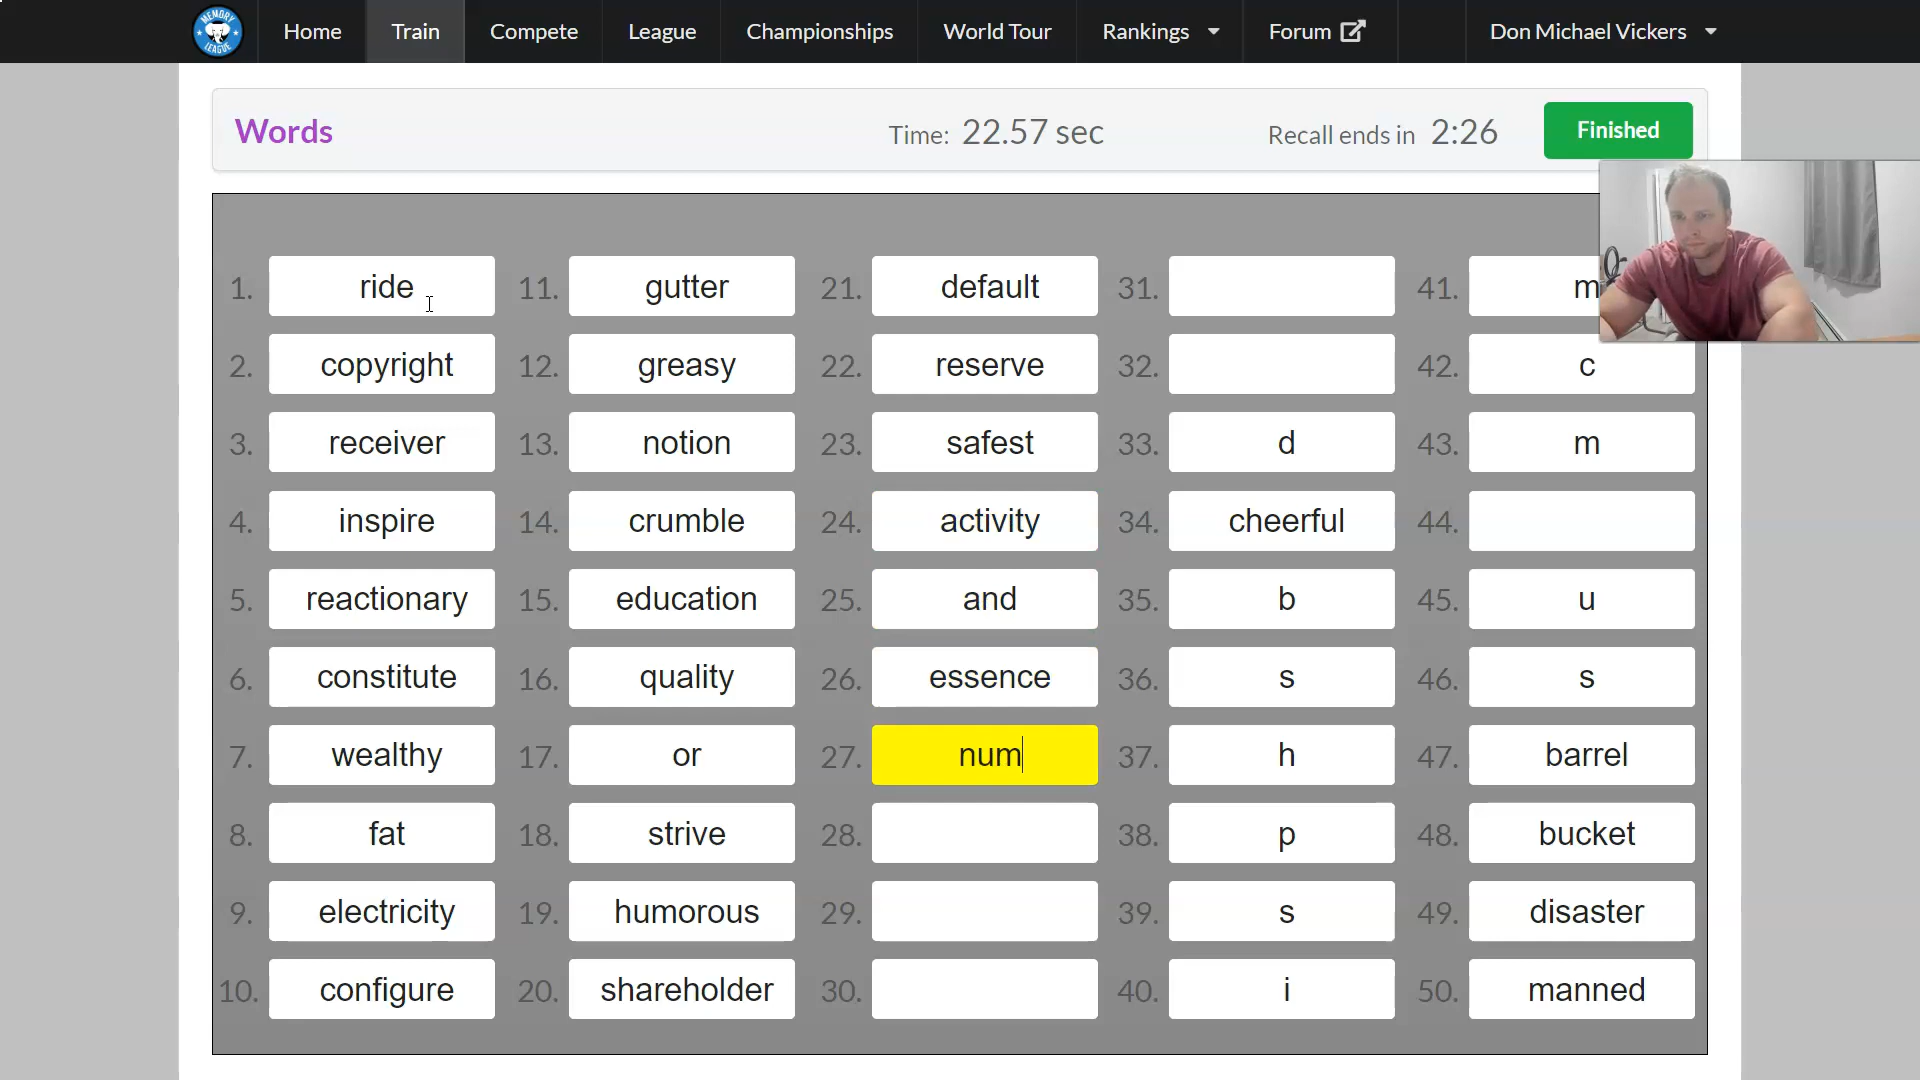 MEMORY LEAGUE
Home Train Compete League Championships World Tour Rankings Forum Don Michael Vickers
Words Time: 22.57 sec Recall ends in 2:26 Finished
1. ride 11. gutter 21. default 31. 41. m
2. copyright 12. greasy 22. reserve 32. 42. c
3. receiver 13. notion 23. safest 33. d 43. m
4. inspire 14. crumble 24. activity 34. cheerful 44.
5. reactionary 15. education 25. and 35. b 45. u
6. constitute 16. quality 26. essence 36. s 46. s
7. wealthy 17. or 27. num 37. h 47. barrel
8. fat 18. strive 28. 38. p 48. bucket
9. electricity 19. humorous 29. 39. s 49. disaster
10. configure 20. shareholder 30. 40. i 50. manned